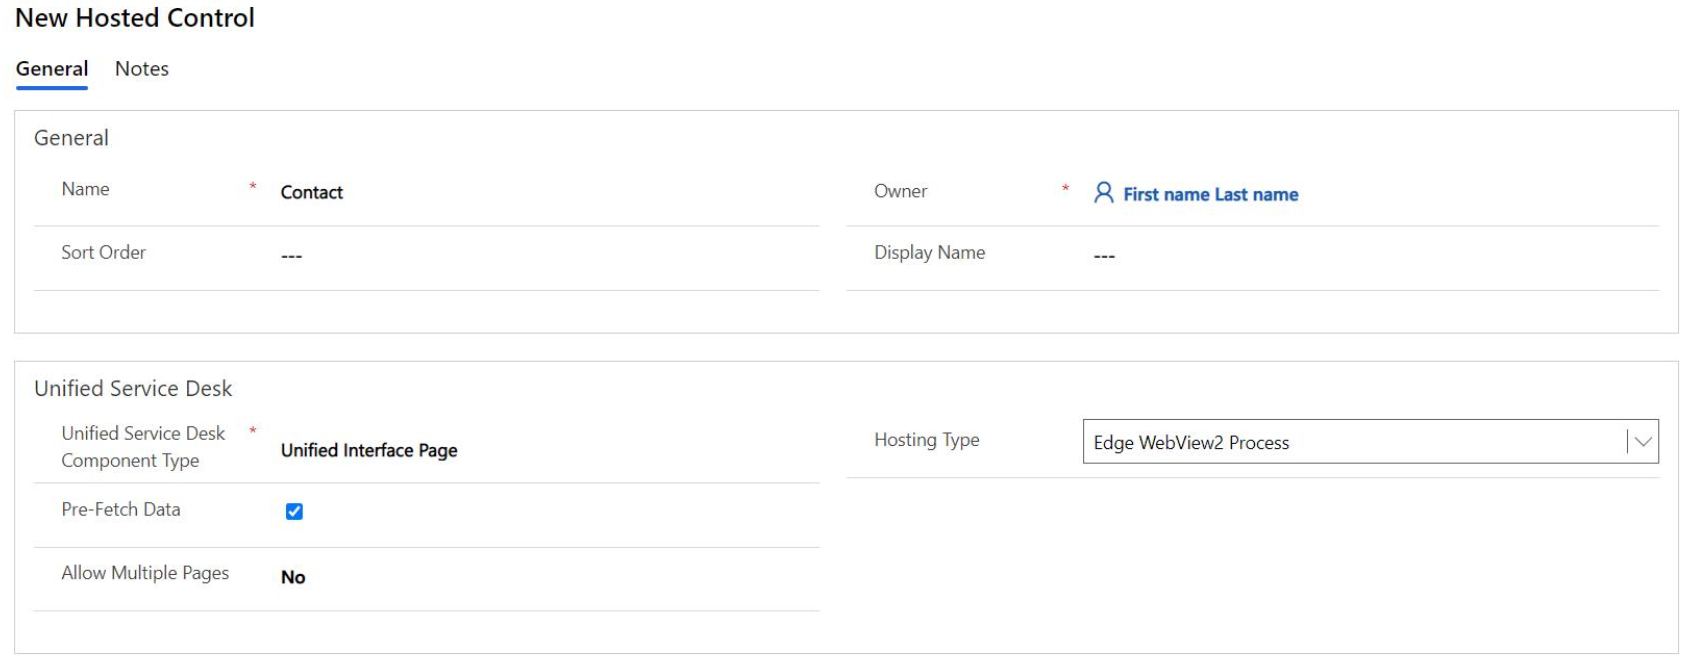 New Hosted Control
General Notes
General
Name * Contact
Owner * First name Last name
Sort Order ---
Display Name ---
Unified Service Desk
Unified Service Desk *
Component Type
Unified Interface Page
Hosting Type Edge WebView2 Process
Pre-Fetch Data
Allow Multiple Pages No